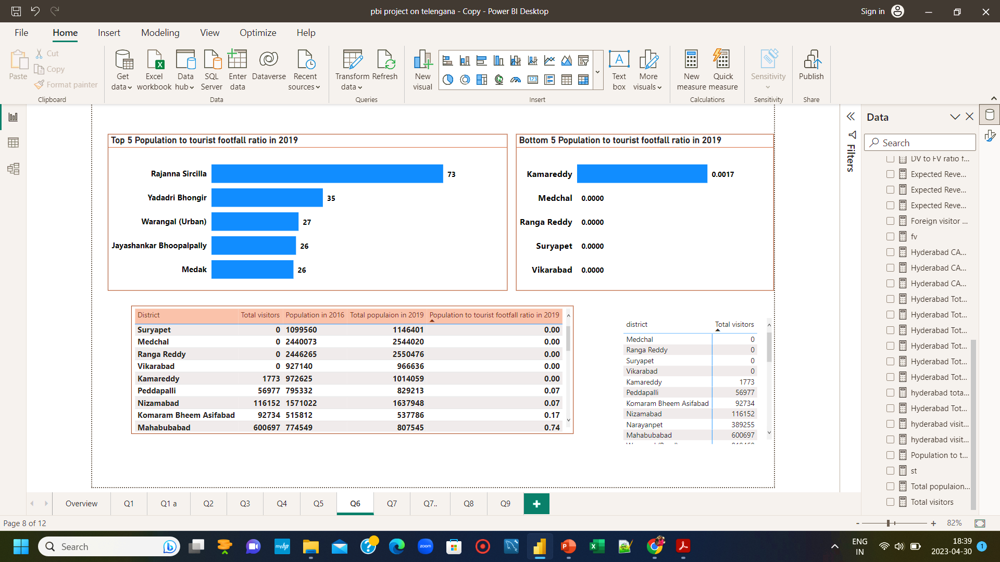 pbi project on telengana - Copy - Power BI Desktop
Sign in
File Home Insert Modeling View Optimize Help
Paste
Cut
Copy
Format painter
Clipboard
Get data
Excel workbook
Data hub
SQL Server
Enter data
Dataverse
Recent sources
Data
Transform data
Refresh
Queries
New visual
123
Insert
A
Text box
More visuals
New measure
Quick measure
Calculations
Sensitivity
Sensitivity
Publish
Share
Top 5 Population to tourist footfall ratio in 2019
Rajanna Sircilla 73
Yadadri Bhongir 35
Warangal (Urban) 27
Jayashankar Bhoopalpally 26
Medak 26
Bottom 5 Population to tourist footfall ratio in 2019
Kamareddy 0.0017
Medchal 0.0000
Ranga Reddy 0.0000
Suryapet 0.0000
Vikarabad 0.0000
District Total visitors Population in 2016 Total populaion in 2019 Population to tourist footfall ratio in 2019
Suryapet 0 1099560 1146401 0.00
Medchal 0 2440073 2544020 0.00
Ranga Reddy 0 2446265 2550476 0.00
Vikarabad 0 927140 966636 0.00
Kamareddy 1773 972625 1014059 0.00
Peddapalli 56977 795332 829213 0.07
Nizamabad 116152 1571022 1637948 0.07
Komaram Bheem Asifabad 92734 515812 537786 0.17
Mahabubabad 600697 774549 807545 0.74
district Total visitors
Medchal 0
Ranga Reddy 0
Suryapet 0
Vikarabad 0
Kamareddy 1773
Peddapalli 56977
Komaram Bheem Asifabad 92734
Nizamabad 116152
Narayanpet 389255
Mahabubabad 600697
Filters
Data
Search
DV to FV ratio f...
Expected Reve...
Expected Reve...
Expected Reve...
Foreign visitor ...
fv
Hyderabad CA...
Hyderabad CA...
Hyderabad CA...
Hyderabad Tot...
Hyderabad Tot...
Hyderabad Tot...
Hyderabad Tot...
Hyderabad Tot...
Hyderabad Tot...
hyderabad tota...
Hyderabad Tot...
hyderabad visit...
hyderabad visit...
Population to t...
st
Total populaion...
Total visitors
Overview Q1 Q1 a Q2 Q3 Q4 Q5 Q6 Q7 Q7.. Q8 Q9 +
Page 8 of 12
- + 82%
Search
myhp
zoom
ENG
IN
18:39
2023-04-30
1